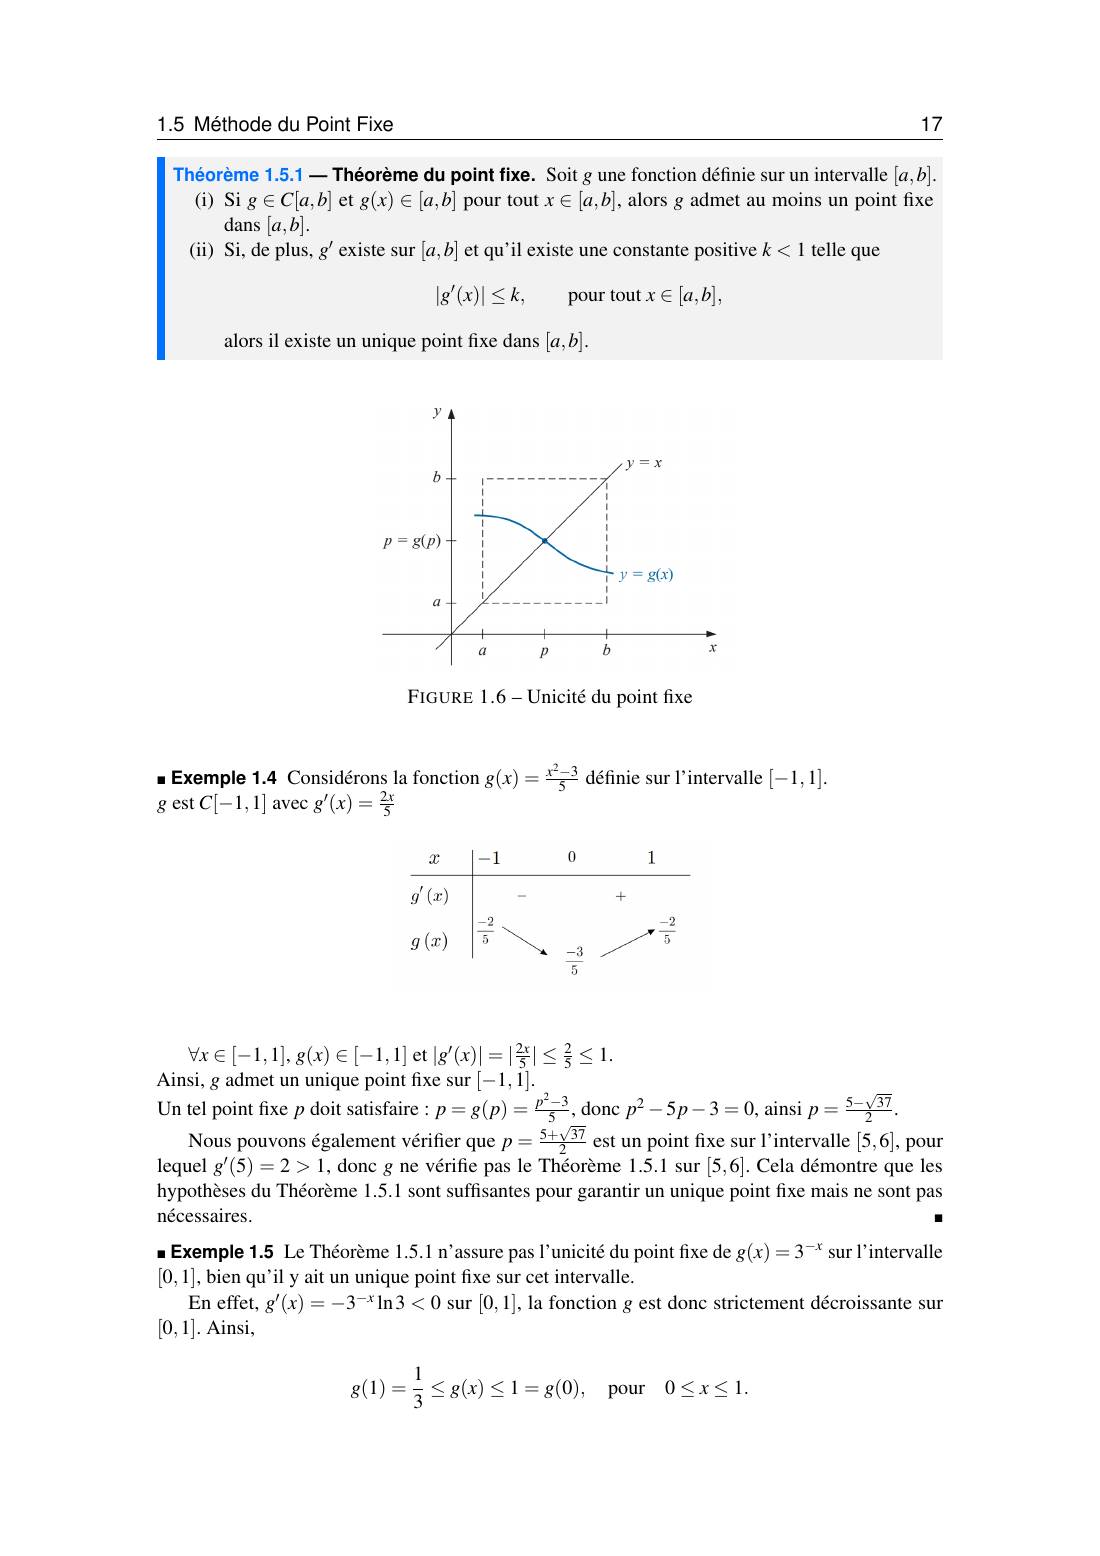 1.5 Méthode du Point Fixe 17
Théorème 1.5.1 — Théorème du point fixe. Soit g une fonction définie sur un intervalle [a,b].
(i) Si g ∈ C[a,b] et g(x) ∈ [a,b] pour tout x ∈ [a,b], alors g admet au moins un point fixe
dans [a,b].
(ii) Si, de plus, g′ existe sur [a,b] et qu'il existe une constante positive k < 1 telle que
|g′(x)| ≤ k, pour tout x ∈ [a,b],
alors il existe un unique point fixe dans [a,b].
y
y = x
b
p = g(p)
y = g(x)
a
a p b x
FIGURE 1.6 – Unicité du point fixe
■ Exemple 1.4 Considérons la fonction g(x) = (x²−3)/5 définie sur l'intervalle [−1,1].
g est C[−1,1] avec g′(x) = 2x/5
x −1 0 1
g′(x) − +
g(x) −2/5 −3/5 −2/5
∀x ∈ [−1,1], g(x) ∈ [−1,1] et |g′(x)| = |2x/5| ≤ 2/5 ≤ 1.
Ainsi, g admet un unique point fixe sur [−1,1].
Un tel point fixe p doit satisfaire : p = g(p) = (p²−3)/5, donc p² − 5p − 3 = 0, ainsi p = (5−√37)/2.
Nous pouvons également vérifier que p = (5+√37)/2 est un point fixe sur l'intervalle [5,6], pour
lequel g′(5) = 2 > 1, donc g ne vérifie pas le Théorème 1.5.1 sur [5,6]. Cela démontre que les
hypothèses du Théorème 1.5.1 sont suffisantes pour garantir un unique point fixe mais ne sont pas
nécessaires. ■
■ Exemple 1.5 Le Théorème 1.5.1 n'assure pas l'unicité du point fixe de g(x) = 3⁻ˣ sur l'intervalle
[0,1], bien qu'il y ait un unique point fixe sur cet intervalle.
En effet, g′(x) = −3⁻ˣ ln 3 < 0 sur [0,1], la fonction g est donc strictement décroissante sur
[0,1]. Ainsi,
g(1) = 1/3 ≤ g(x) ≤ 1 = g(0), pour 0 ≤ x ≤ 1.